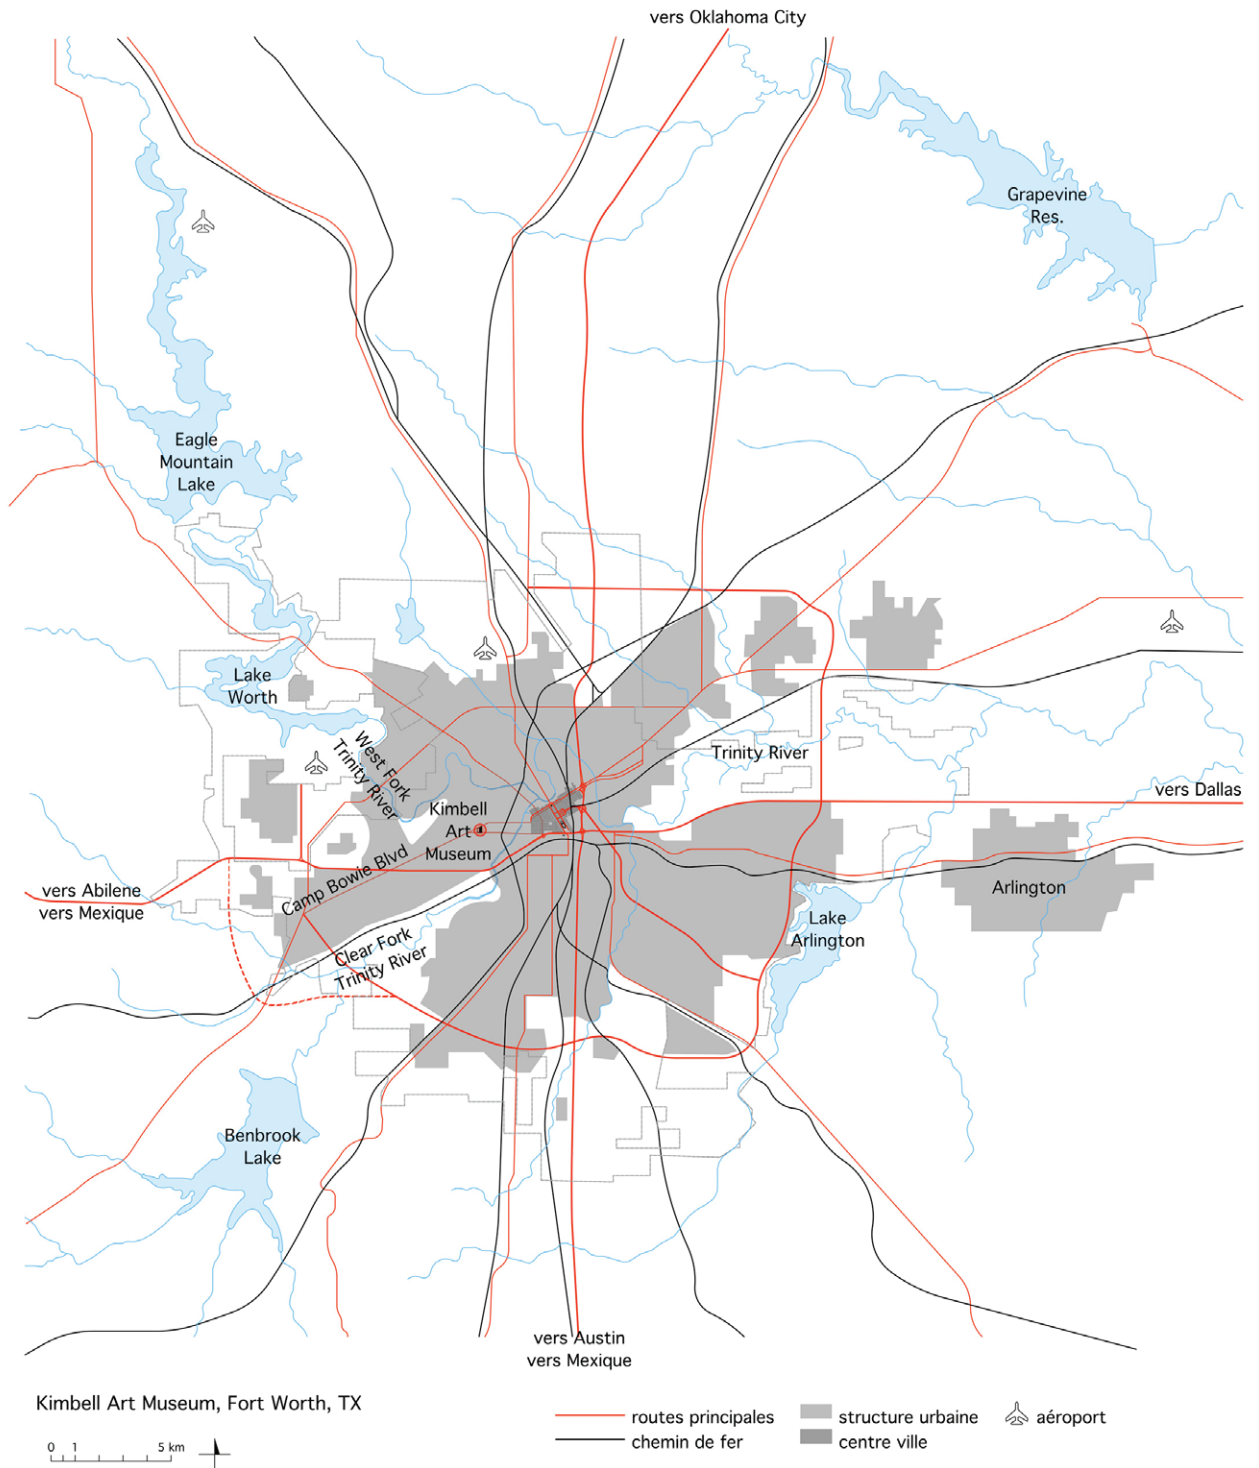 vers Oklahoma City
Grapevine
Res.
Eagle
Mountain
Lake
Lake
Worth
West Fork
Trinity River
Trinity River
Kimbell
Art
Museum
vers Dallas
Camp Bowie Blvd
vers Abilene
vers Mexique
Arlington
Lake
Arlington
Clear Fork
Trinity River
Benbrook
Lake
vers Austin
vers Mexique
Kimbell Art Museum, Fort Worth, TX
0 1 5 km
routes principales
chemin de fer
structure urbaine
centre ville
aéroport